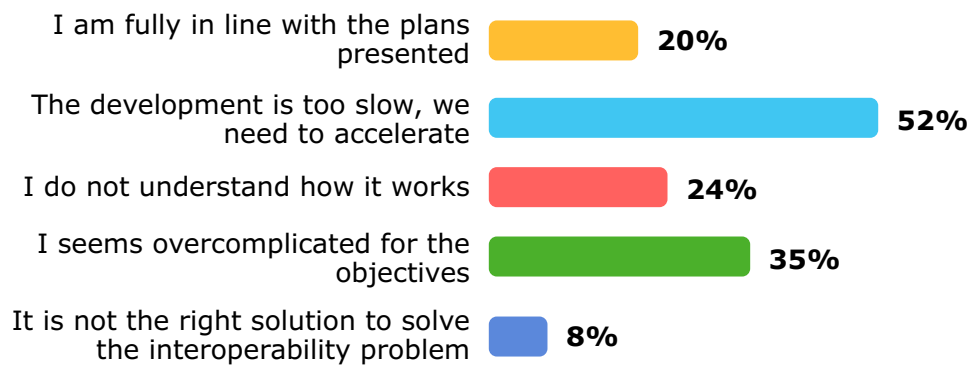 I am fully in line with the plans
presented
20%
The development is too slow, we
need to accelerate
52%
I do not understand how it works
24%
I seems overcomplicated for the
objectives
35%
It is not the right solution to solve
the interoperability problem
8%